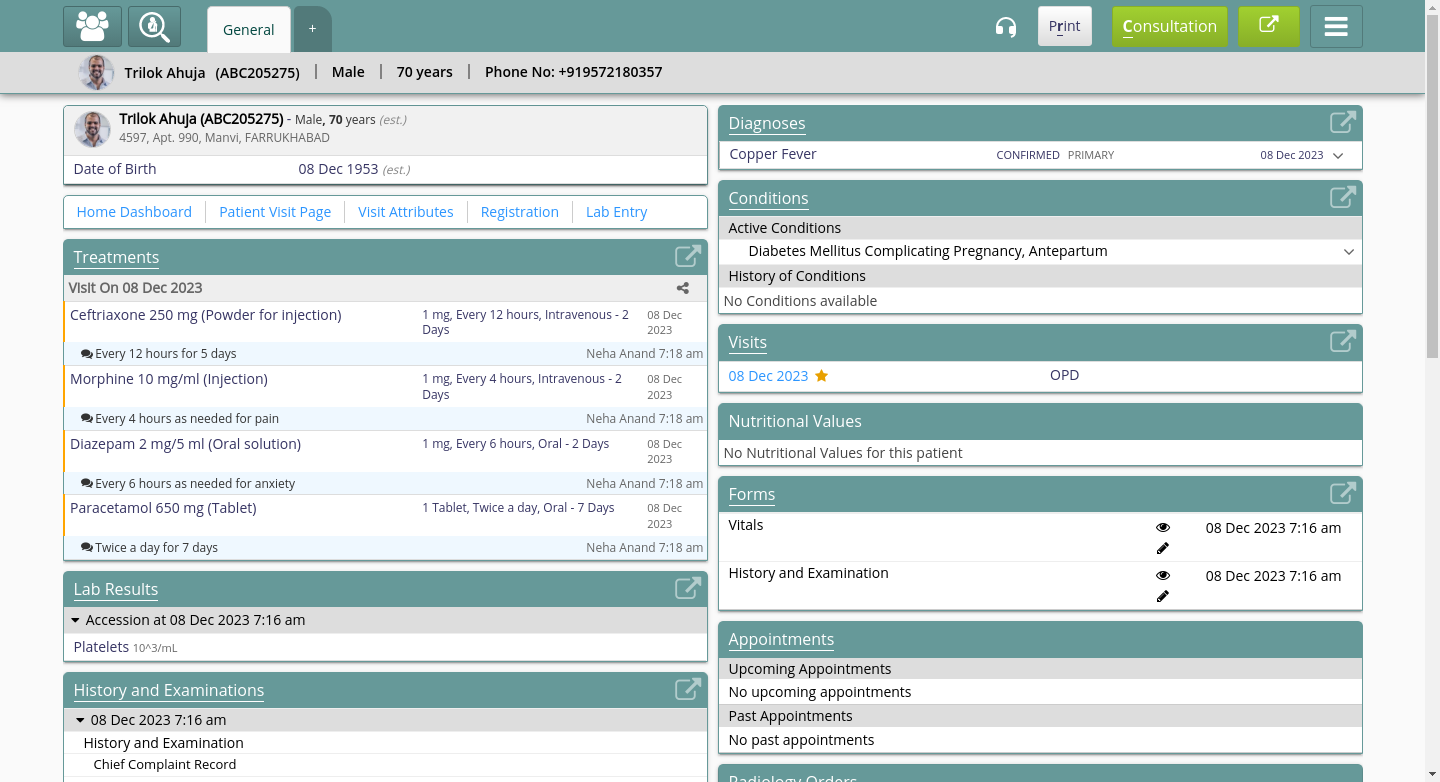 General
+
Print
Consultation
Trilok Ahuja (ABC205275) | Male | 70 years | Phone No: +919572180357
Trilok Ahuja (ABC205275) - Male, 70 years (est.)
4597, Apt. 990, Manvi, FARRUKHABAD
Date of Birth 08 Dec 1953 (est.)
Home Dashboard Patient Visit Page Visit Attributes Registration Lab Entry
Treatments
Visit On 08 Dec 2023
Ceftriaxone 250 mg (Powder for injection) 1 mg, Every 12 hours, Intravenous - 2 08 Dec
Days 2023
Every 12 hours for 5 days Neha Anand 7:18 am
Morphine 10 mg/ml (Injection) 1 mg, Every 4 hours, Intravenous - 2 08 Dec
Days 2023
Every 4 hours as needed for pain Neha Anand 7:18 am
Diazepam 2 mg/5 ml (Oral solution) 1 mg, Every 6 hours, Oral - 2 Days 08 Dec
2023
Every 6 hours as needed for anxiety Neha Anand 7:18 am
Paracetamol 650 mg (Tablet) 1 Tablet, Twice a day, Oral - 7 Days 08 Dec
2023
Twice a day for 7 days Neha Anand 7:18 am
Lab Results
Accession at 08 Dec 2023 7:16 am
Platelets 10^3/mL
History and Examinations
08 Dec 2023 7:16 am
History and Examination
Chief Complaint Record
Diagnoses
Copper Fever CONFIRMED PRIMARY 08 Dec 2023
Conditions
Active Conditions
Diabetes Mellitus Complicating Pregnancy, Antepartum
History of Conditions
No Conditions available
Visits
08 Dec 2023 OPD
Nutritional Values
No Nutritional Values for this patient
Forms
Vitals 08 Dec 2023 7:16 am
History and Examination 08 Dec 2023 7:16 am
Appointments
Upcoming Appointments
No upcoming appointments
Past Appointments
No past appointments
Radiology Orders